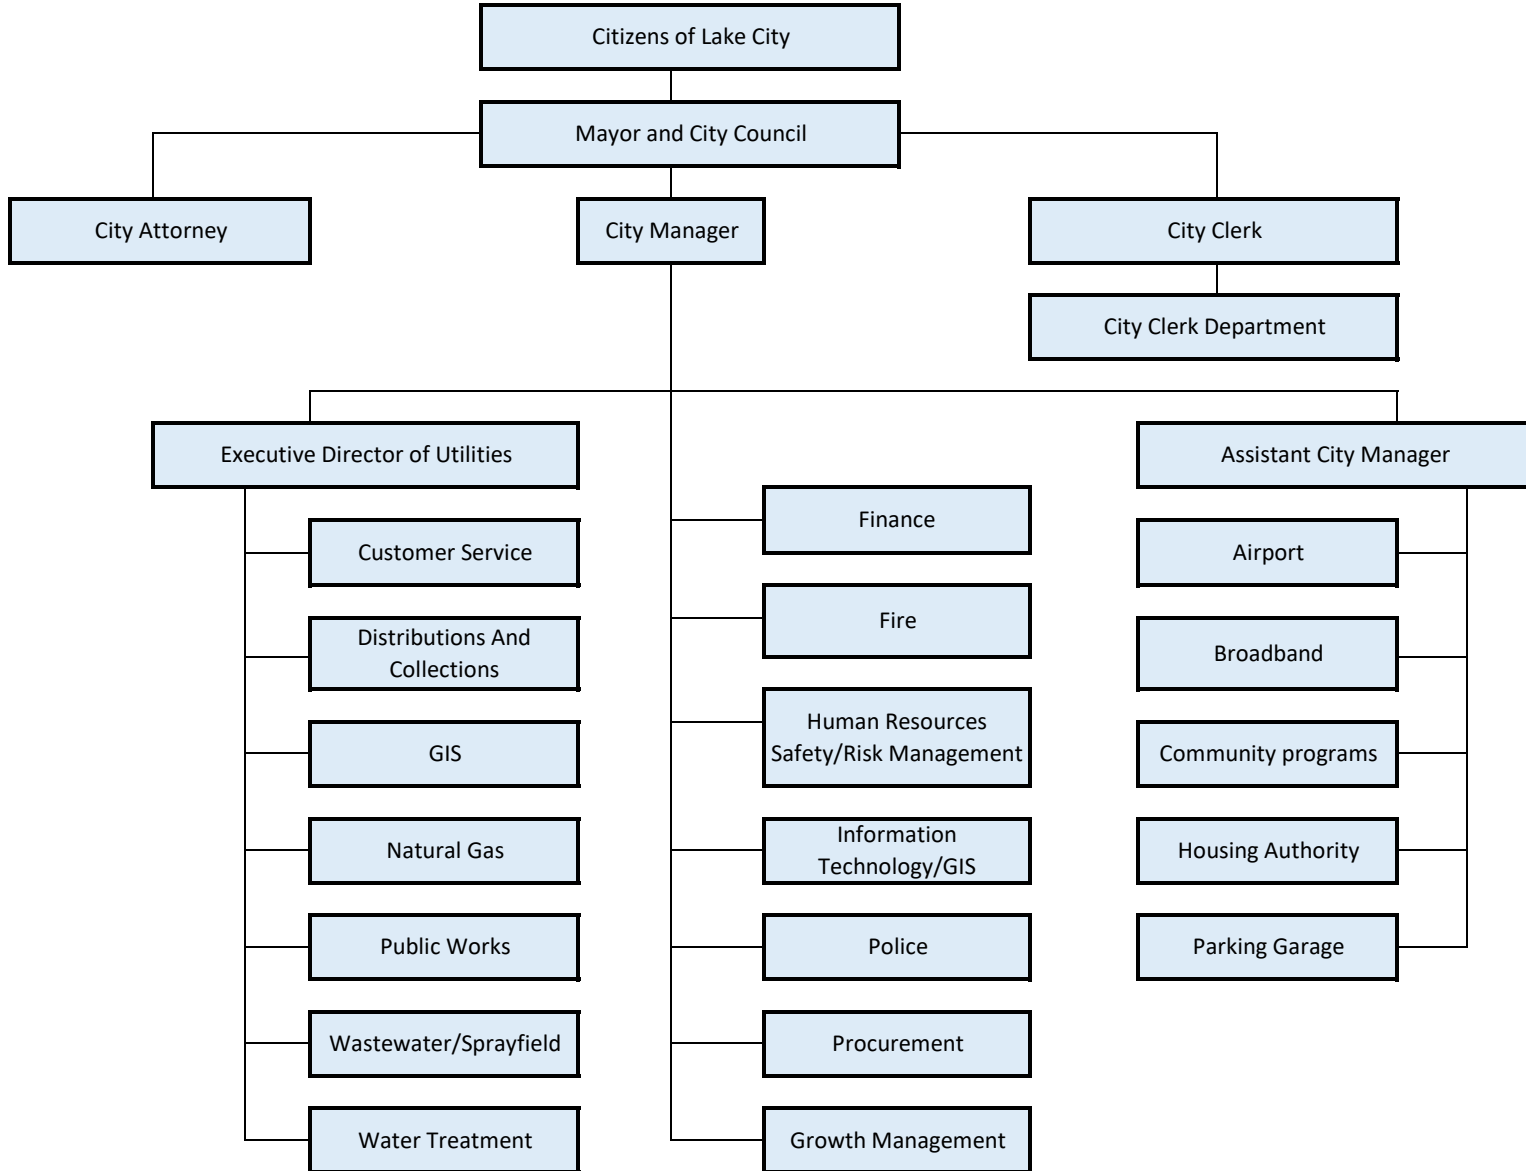 Citizens of Lake City
Mayor and City Council
City Attorney
City Manager
City Clerk
City Clerk Department
Executive Director of Utilities
Customer Service
Distributions And
Collections
GIS
Natural Gas
Public Works
Wastewater/Sprayfield
Water Treatment
Finance
Fire
Human Resources
Safety/Risk Management
Information
Technology/GIS
Police
Procurement
Growth Management
Assistant City Manager
Airport
Broadband
Community programs
Housing Authority
Parking Garage